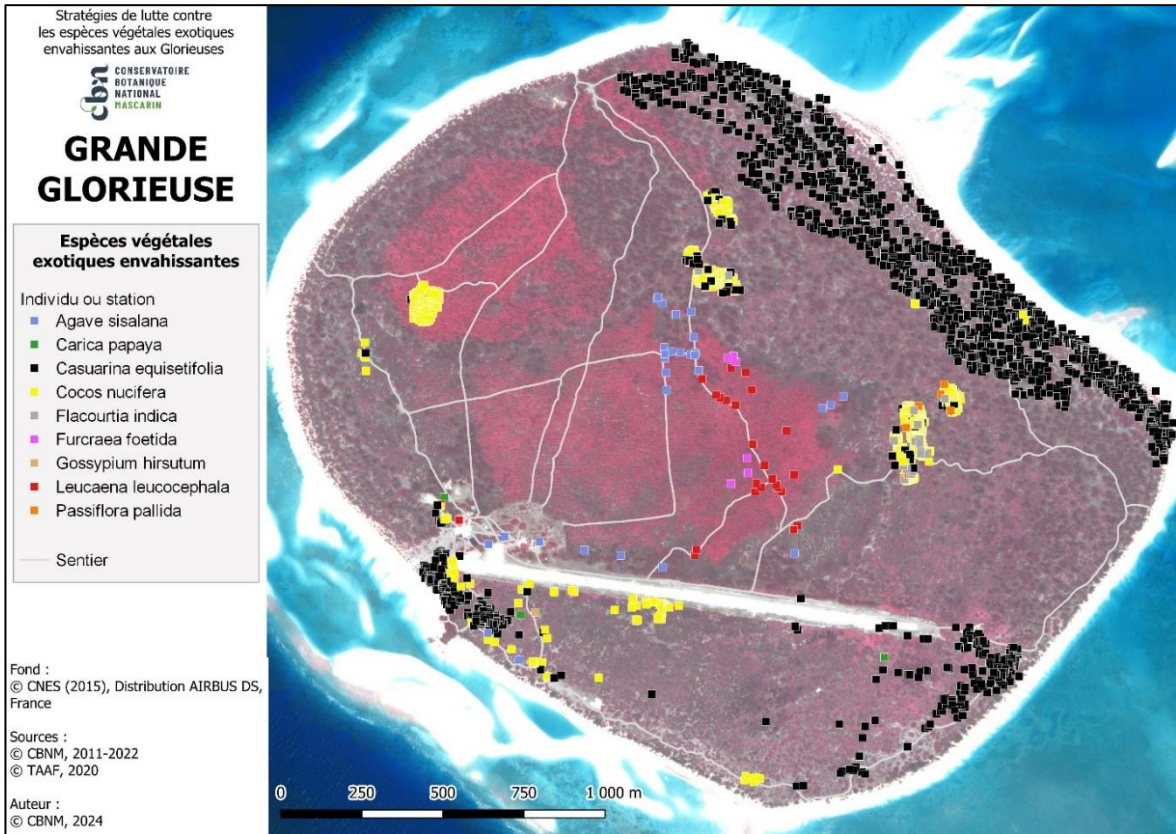 Stratégies de lutte contre
les espèces végétales exotiques
envahissantes aux Glorieuses
cbn
CONSERVATOIRE
BOTANIQUE
NATIONAL
MASCARIN
GRANDE
GLORIEUSE
Espèces végétales
exotiques envahissantes
Individu ou station
Agave sisalana
Carica papaya
Casuarina equisetifolia
Cocos nucifera
Flacourtia indica
Furcraea foetida
Gossypium hirsutum
Leucaena leucocephala
Passiflora pallida
Sentier
Fond :
© CNES (2015), Distribution AIRBUS DS,
France
Sources :
© CBNM, 2011-2022
© TAAF, 2020
Auteur :
© CBNM, 2024
0 250 500 750 1 000 m